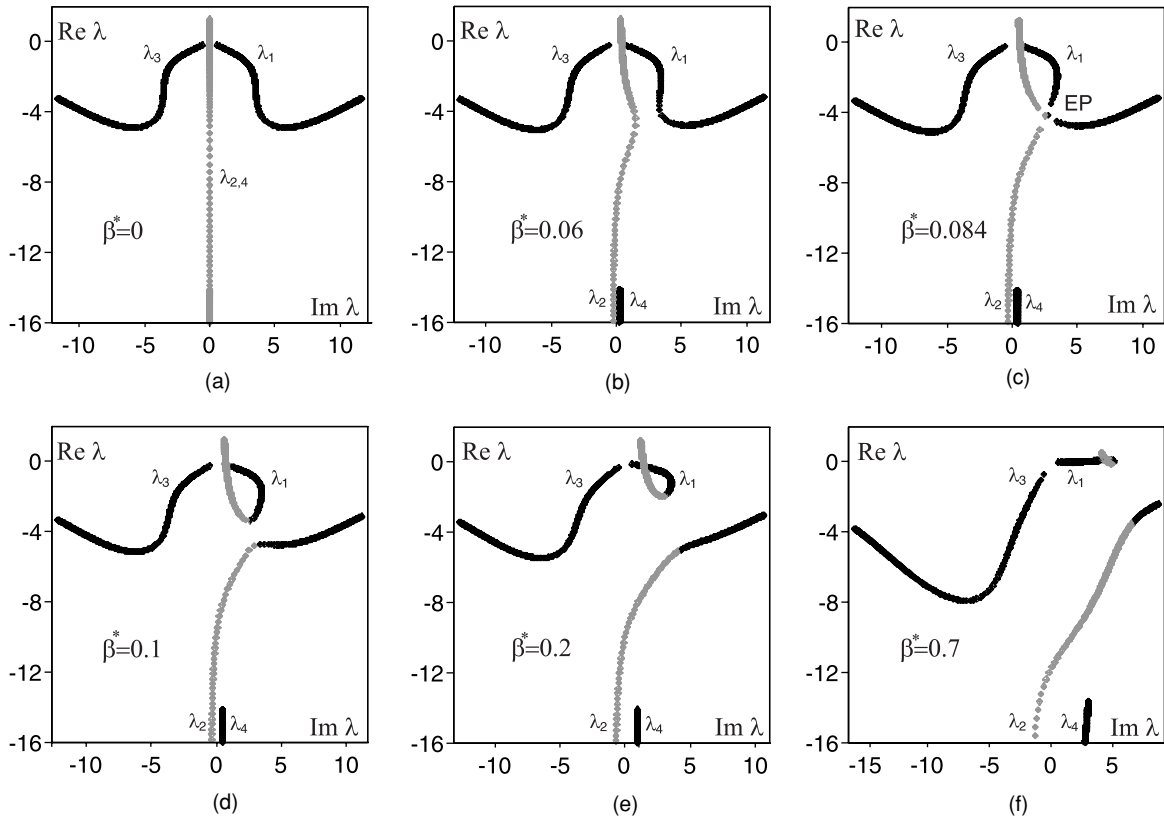 Re λ
λ₃
λ₁
λ₂,₄
β*=0
Im λ
0
-4
-8
-12
-16
-10 -5 0 5 10
(a)
Re λ
λ₃
λ₁
β*=0.06
λ₂ λ₄
Im λ
0
-4
-8
-12
-16
-10 -5 0 5 10
(b)
Re λ
λ₃
λ₁
EP
β*=0.084
λ₂ λ₄
Im λ
0
-4
-8
-12
-16
-10 -5 0 5 10
(c)
Re λ
λ₃
λ₁
β*=0.1
λ₂ λ₄
Im λ
0
-4
-8
-12
-16
-10 -5 0 5 10
(d)
Re λ
λ₃
λ₁
β*=0.2
λ₂ λ₄
Im λ
0
-4
-8
-12
-16
-10 -5 0 5 10
(e)
Re λ
λ₃
λ₁
β*=0.7
λ₂ λ₄
Im λ
0
-4
-8
-12
-16
-15 -10 -5 0 5
(f)